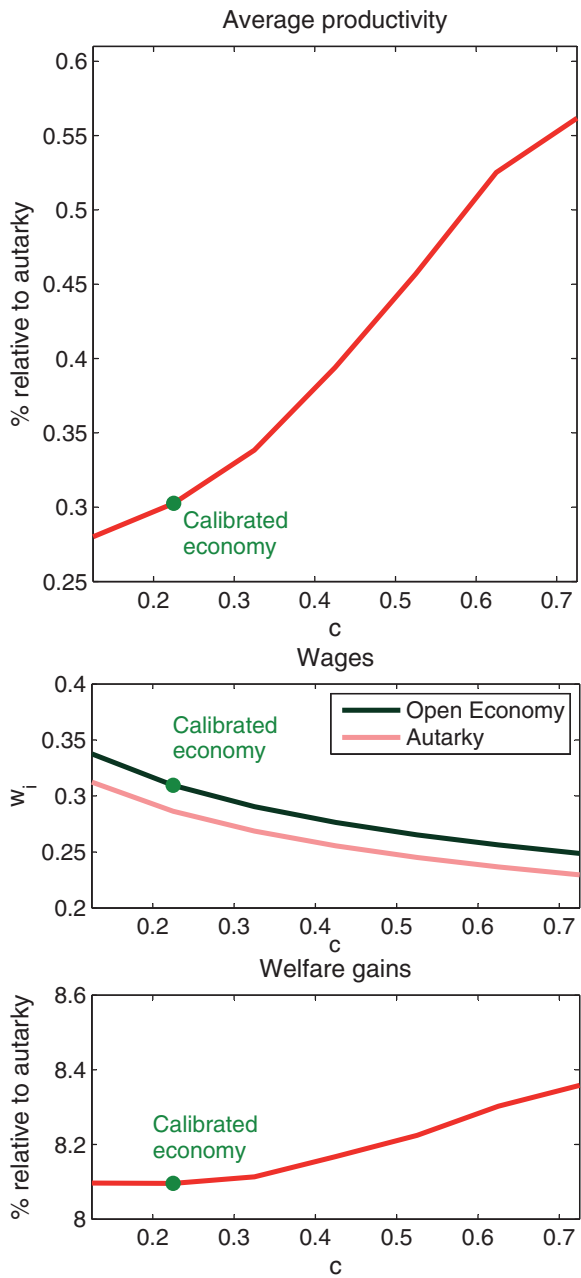 Average productivity
% relative to autarky
0.6
0.55
0.5
0.45
0.4
0.35
0.3
0.25
Calibrated
economy
0.2 0.3 0.4 0.5 0.6 0.7
c
Wages
w_i
0.4
0.35
0.3
0.25
0.2
Calibrated
economy
Open Economy
Autarky
0.2 0.3 0.4 0.5 0.6 0.7
c
Welfare gains
% relative to autarky
8.6
8.4
8.2
8
Calibrated
economy
0.2 0.3 0.4 0.5 0.6 0.7
c